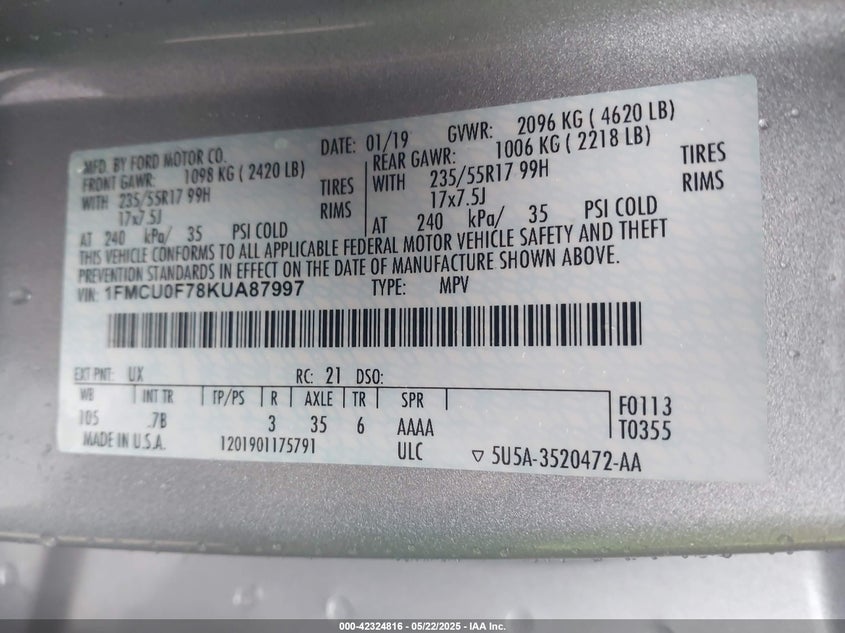 MFD. BY FORD MOTOR CO. DATE: 01/19 GVWR: 2096 KG ( 4620 LB)
FRONT GAWR: 1098 KG ( 2420 LB) REAR GAWR: 1006 KG ( 2218 LB)
WITH 235/55R17 99H TIRES WITH 235/55R17 99H TIRES
17x7.5J RIMS 17x7.5J RIMS
AT 240 kPa/ 35 PSI COLD AT 240 kPa/ 35 PSI COLD
THIS VEHICLE CONFORMS TO ALL APPLICABLE FEDERAL MOTOR VEHICLE SAFETY AND THEFT
PREVENTION STANDARDS IN EFFECT ON THE DATE OF MANUFACTURE SHOWN ABOVE.
VIN: 1FMCU0F78KUA87997 TYPE: MPV
EXT PNT: UX RC: 21 DSO:
WB INT TR TP/PS R AXLE TR SPR
105 .7B 3 35 6 AAAA F0113
T0355
MADE IN U.S.A. 1201901175791 ULC ▽ 5U5A-3520472-AA
000-42324816 - 05/22/2025 - IAA Inc.